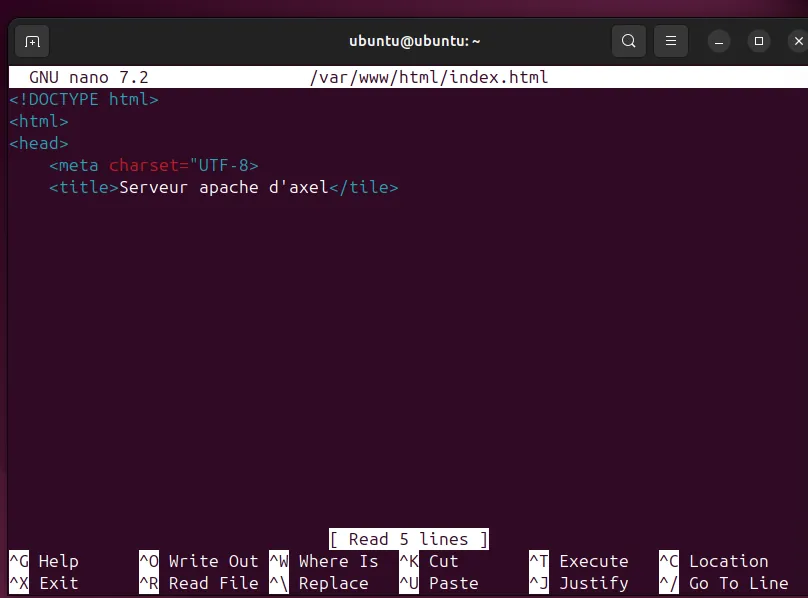 ubuntu@ubuntu: ~
GNU nano 7.2 /var/www/html/index.html
<!DOCTYPE html>
<html>
<head>
    <meta charset="UTF-8>
    <title>Serveur apache d'axel</tile>
[ Read 5 lines ]
^G Help ^O Write Out ^W Where Is ^K Cut ^T Execute ^C Location
^X Exit ^R Read File ^\ Replace ^U Paste ^J Justify ^/ Go To Line